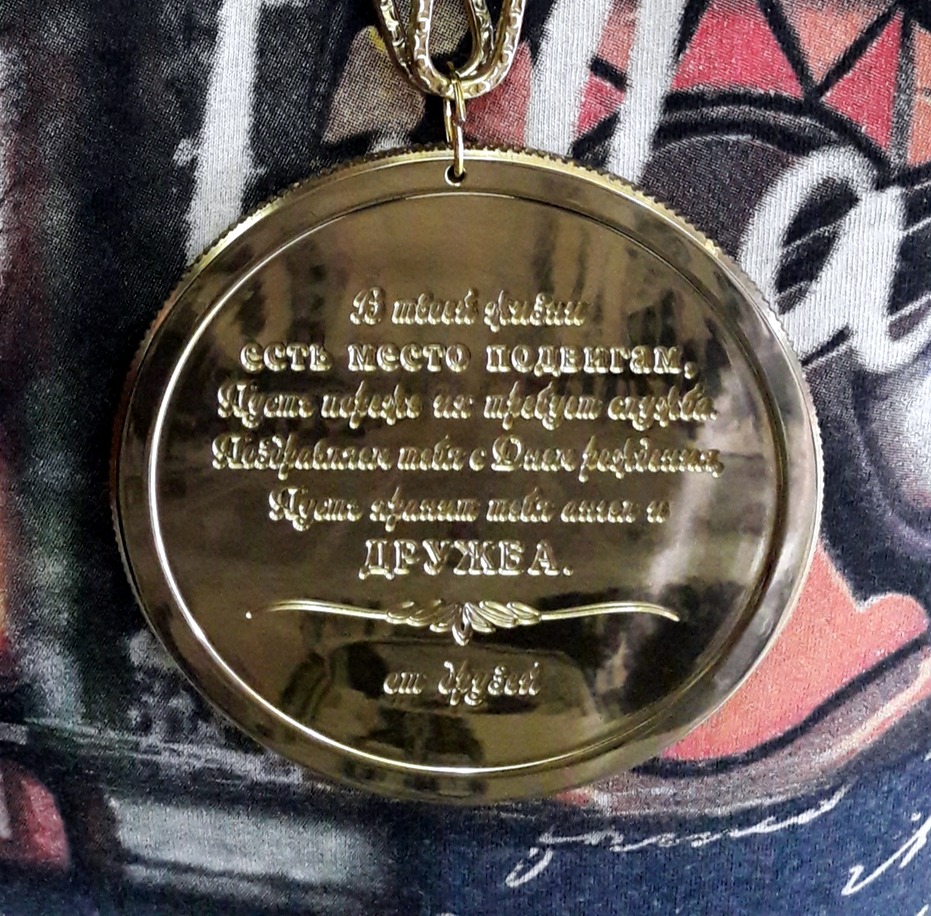 В твоей жизни
есть место подвигам,
Пусть порою их требует служба.
Поздравляем тебя с Днем рождения,
Пусть хранит тебя ангел и
ДРУЖБА.
от друзей